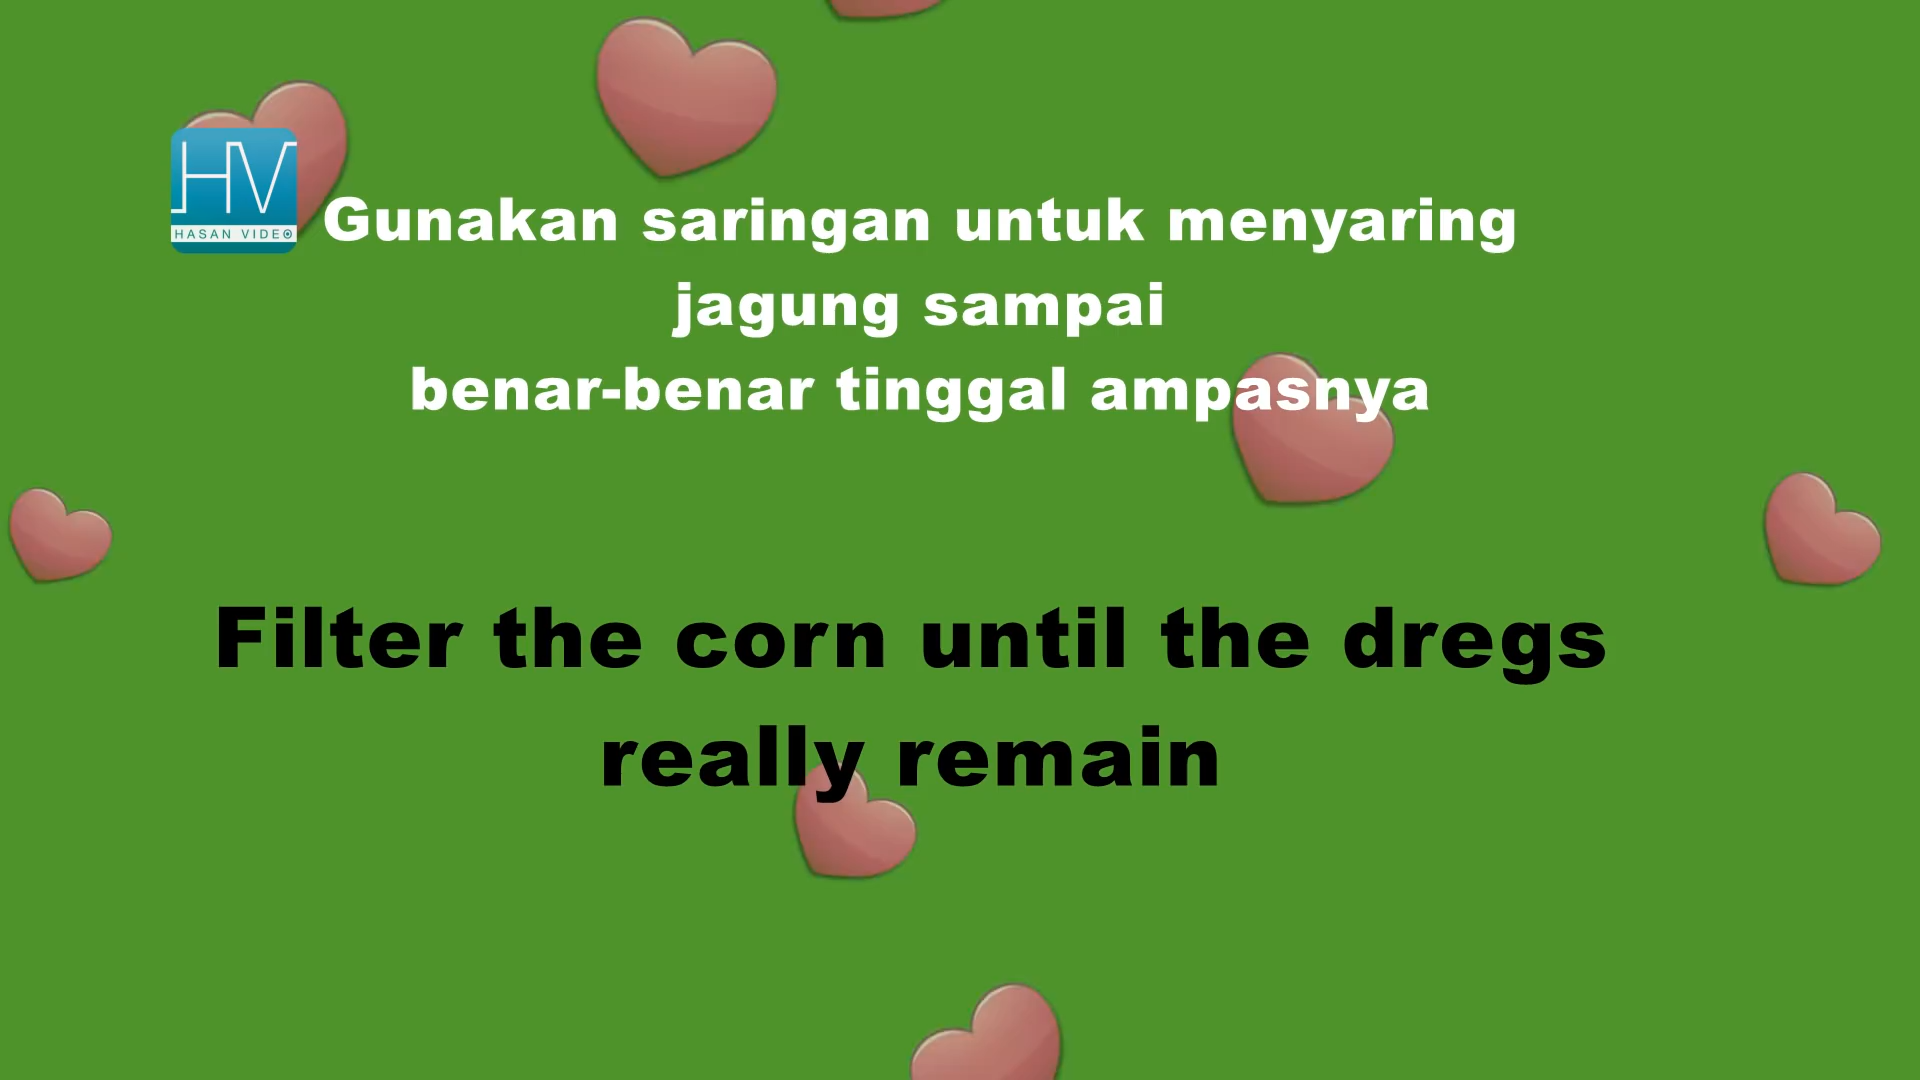 HV
HASAN VIDEO
Gunakan saringan untuk menyaring
jagung sampai
benar-benar tinggal ampasnya
Filter the corn until the dregs
really remain